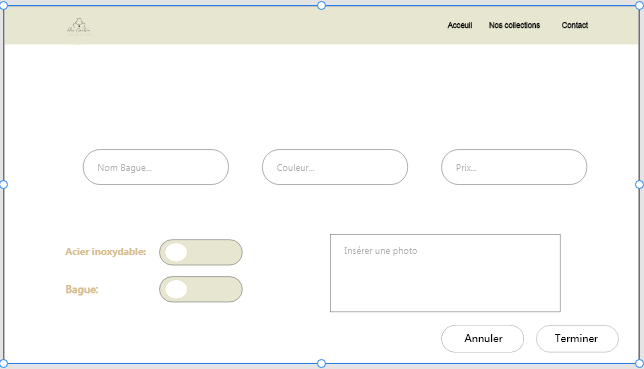 Acceuil Nos collections Contact
Nom Bague... Couleur... Prix...
Acier inoxydable:
Insérer une photo
Bague:
Annuler Terminer